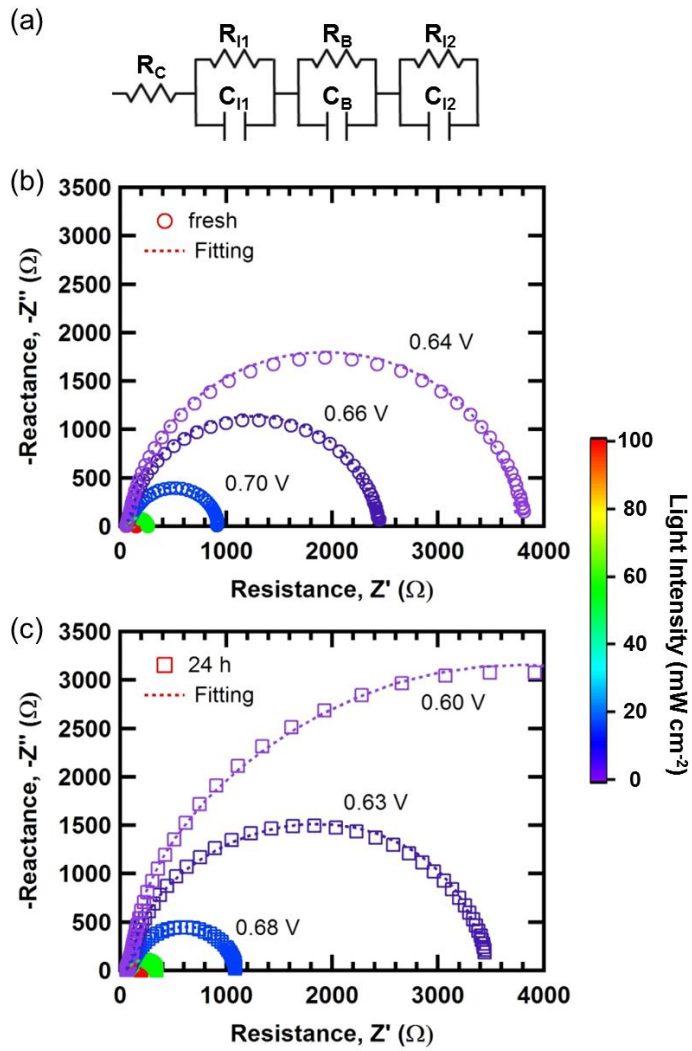 (a)
R_C
R_I1
R_B
R_I2
C_I1
C_B
C_I2
(b)
3500
3000
2500
2000
1500
1000
500
0
-Reactance, -Z'' (Ω)
fresh
Fitting
0.64 V
0.66 V
0.70 V
0 1000 2000 3000 4000
Resistance, Z' (Ω)
(c)
3500
3000
2500
2000
1500
1000
500
0
-Reactance, -Z'' (Ω)
24 h
Fitting
0.60 V
0.63 V
0.68 V
0 1000 2000 3000 4000
Resistance, Z' (Ω)
100
80
60
40
20
0
Light Intensity (mW cm⁻²)